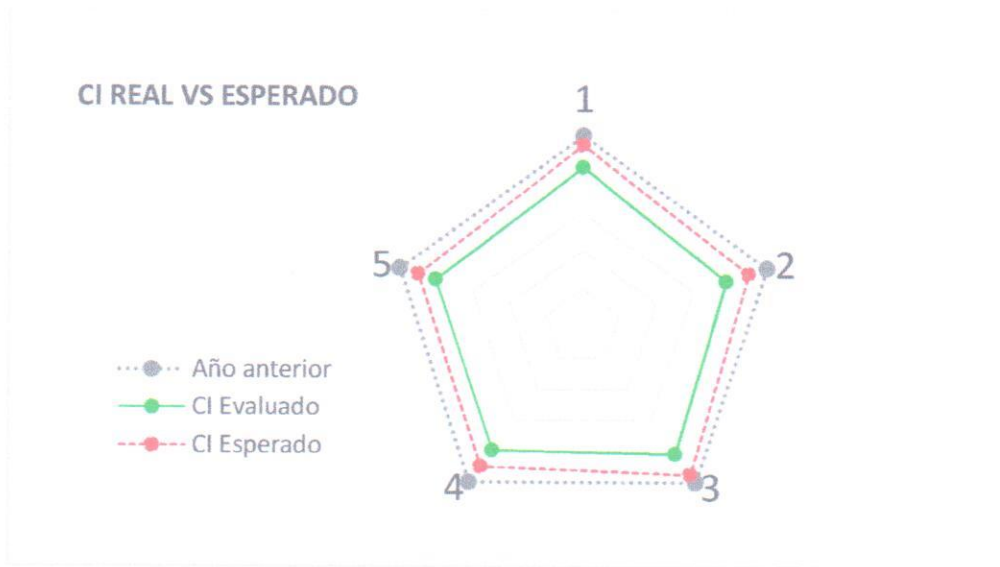 CI REAL VS ESPERADO
1
2
3
4
5
Año anterior
CI Evaluado
CI Esperado